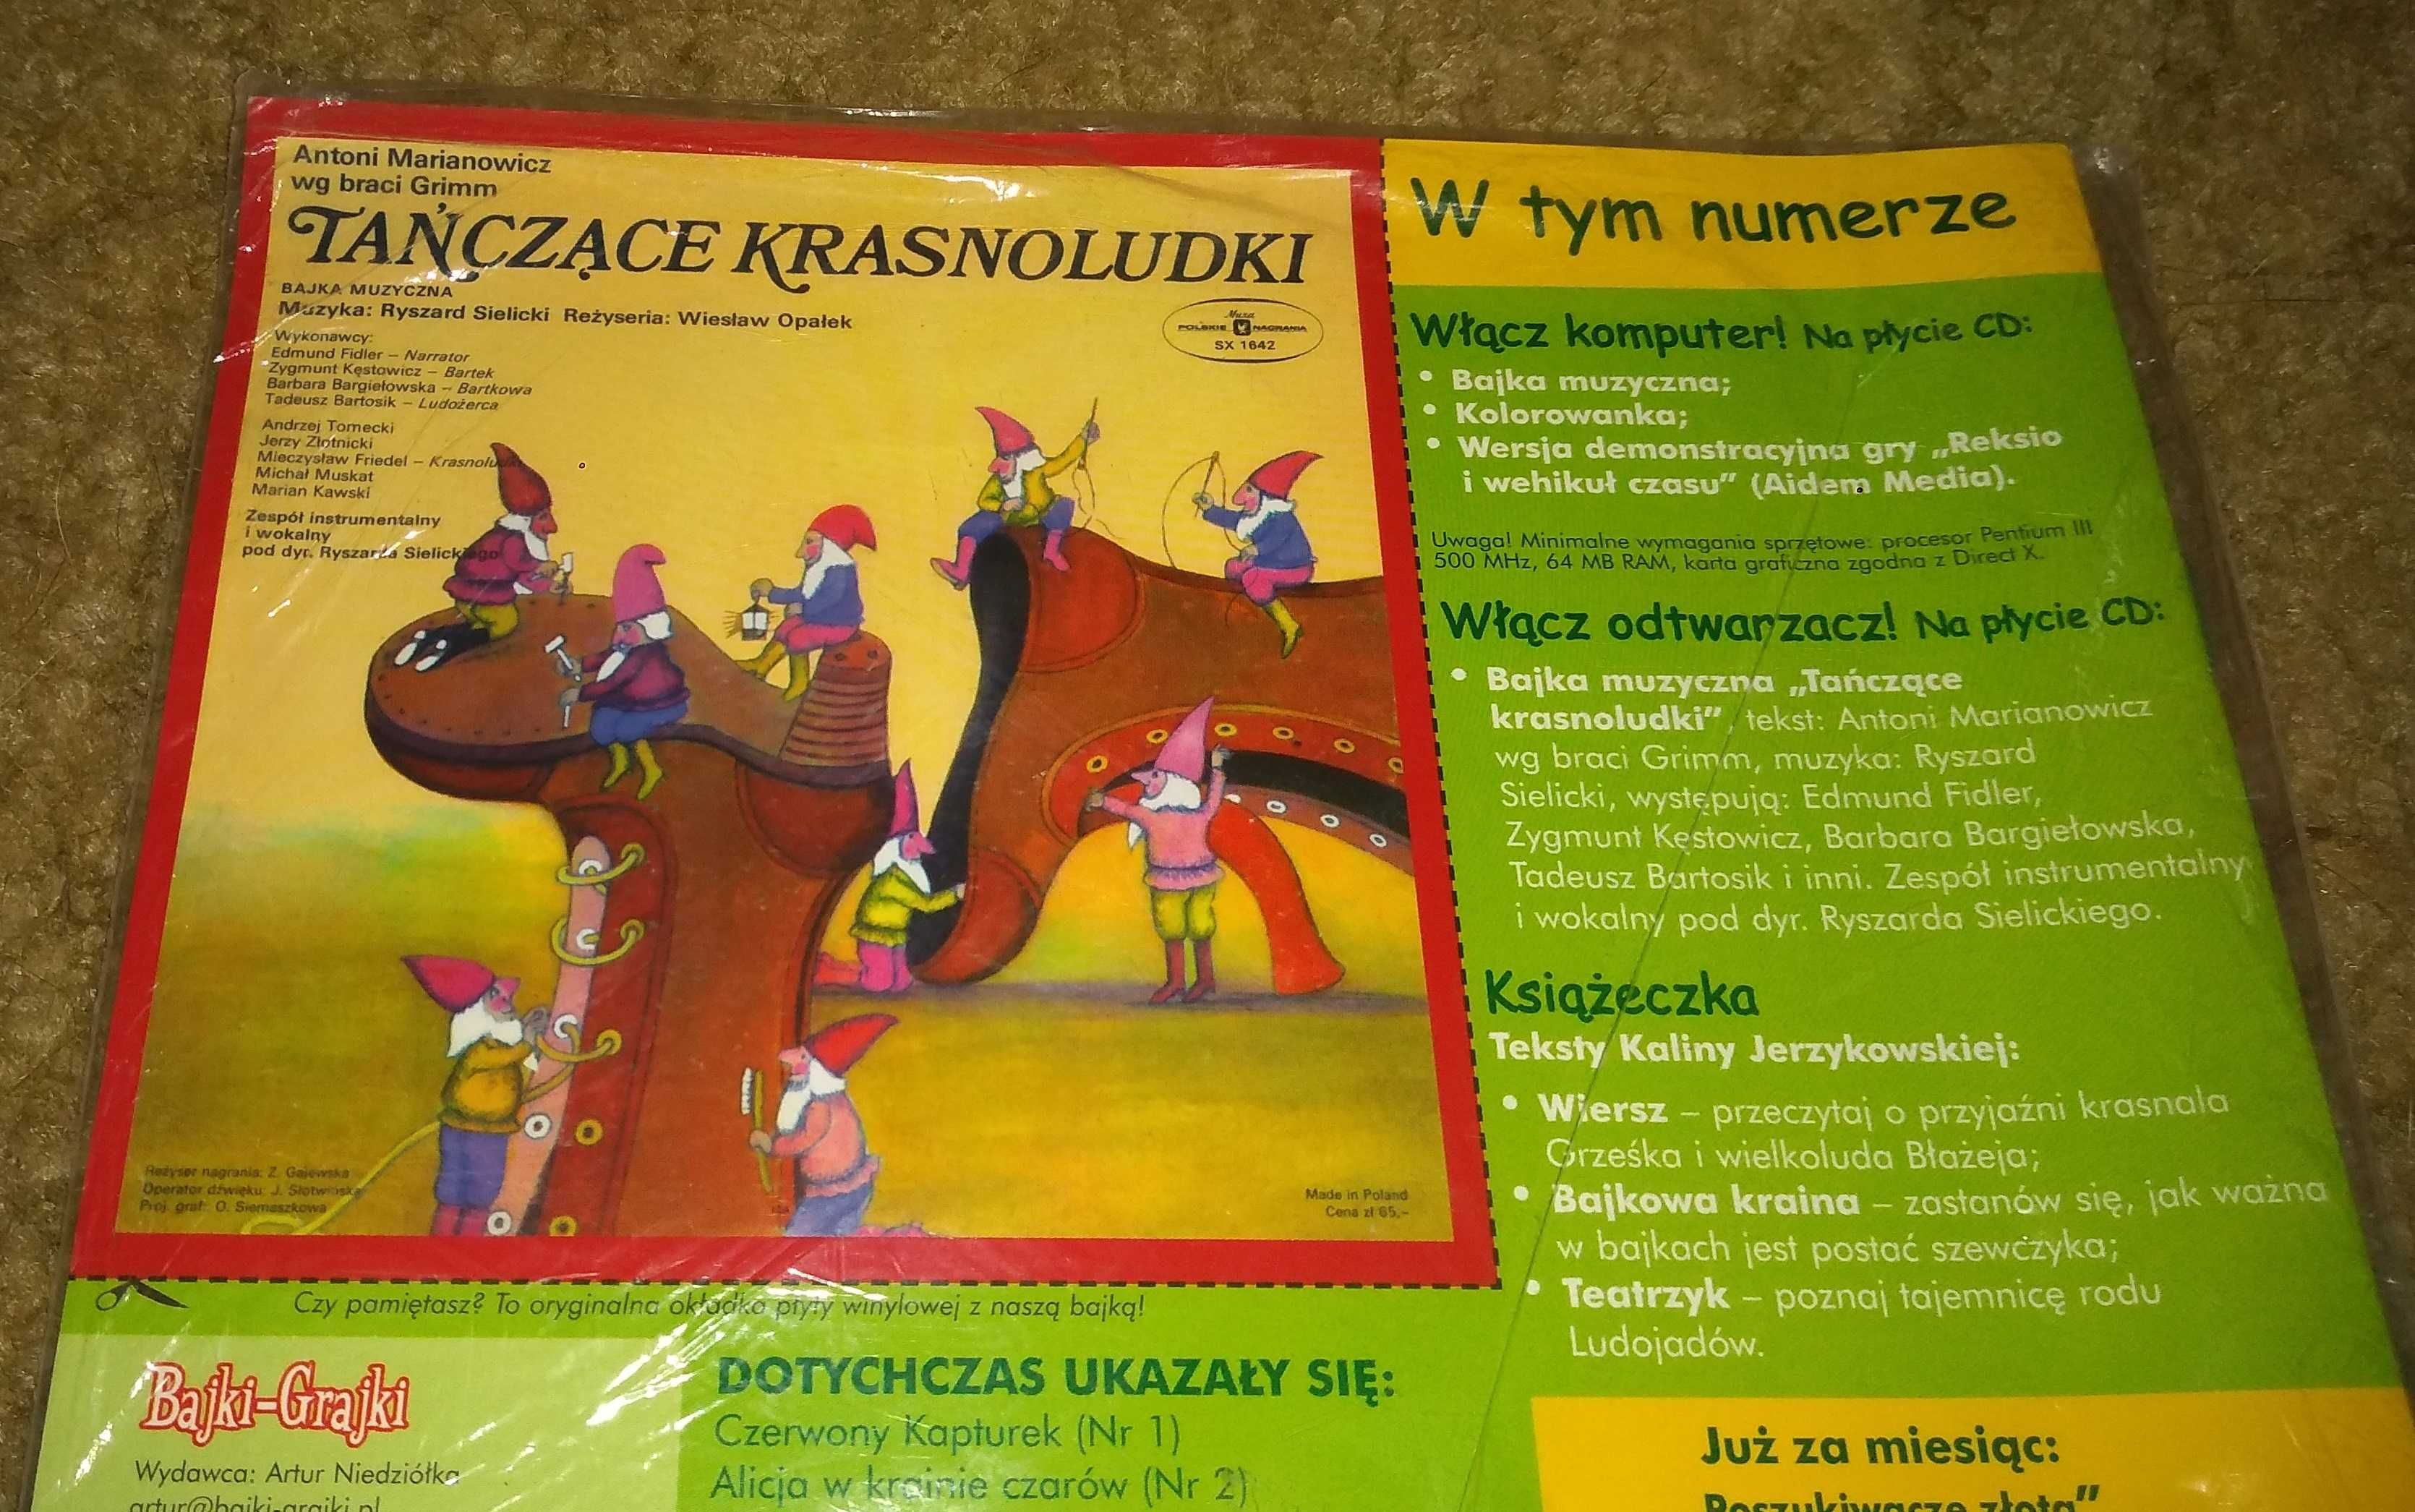 Antoni Marianowicz
wg braci Grimm
TAŃCZĄCE KRASNOLUDKI
BAJKA MUZYCZNA
Muzyka: Ryszard Sielicki Reżyseria: Wiesław Opałek
Muza
POLSKIE NAGRANIA
SX 1642
Wykonawcy:
Edmund Fidler – Narrator
Zygmunt Kęstowicz – Bartek
Barbara Bargiełowska – Bartkowa
Tadeusz Bartosik – Ludożerca
Andrzej Tomecki
Jerzy Złotnicki
Mieczysław Friedel – Krasnoludki
Michał Muskat
Marian Kawski
Zespół instrumentalny
i wokalny
pod dyr. Ryszarda Sielickiego
Reżyser nagrania: Z. Gajewska
Operator dźwięku: J. Słotwińska
Proj. graf: O. Siemaszkowa
Made in Poland
Cena zł 65,–
Czy pamiętasz? To oryginalna okładka płyty winylowej z naszą bajką!
Bajki-Grajki
Wydawca: Artur Niedziółka
artur@bajki-grajki.pl
DOTYCHCZAS UKAZAŁY SIĘ:
Czerwony Kapturek (Nr 1)
Alicja w krainie czarów (Nr 2)
W tym numerze
Włącz komputer! Na płycie CD:
• Bajka muzyczna;
• Kolorowanka;
• Wersja demonstracyjna gry „Reksio
i wehikuł czasu” (Aidem Media).
Uwaga! Minimalne wymagania sprzętowe: procesor Pentium III
500 MHz, 64 MB RAM, karta graficzna zgodna z Direct X.
Włącz odtwarzacz! Na płycie CD:
• Bajka muzyczna „Tańczące
krasnoludki”, tekst: Antoni Marianowicz
wg braci Grimm, muzyka: Ryszard
Sielicki, występują: Edmund Fidler,
Zygmunt Kęstowicz, Barbara Bargiełowska,
Tadeusz Bartosik i inni. Zespół instrumentalny
i wokalny pod dyr. Ryszarda Sielickiego.
Książeczka
Teksty Kaliny Jerzykowskiej:
• Wiersz – przeczytaj o przyjaźni krasnala
Grześka i wielkoluda Błażeja;
• Bajkowa kraina – zastanów się, jak ważna
w bajkach jest postać szewczyka;
• Teatrzyk – poznaj tajemnicę rodu
Ludojadów.
Już za miesiąc:
Poszukiwacze złota”